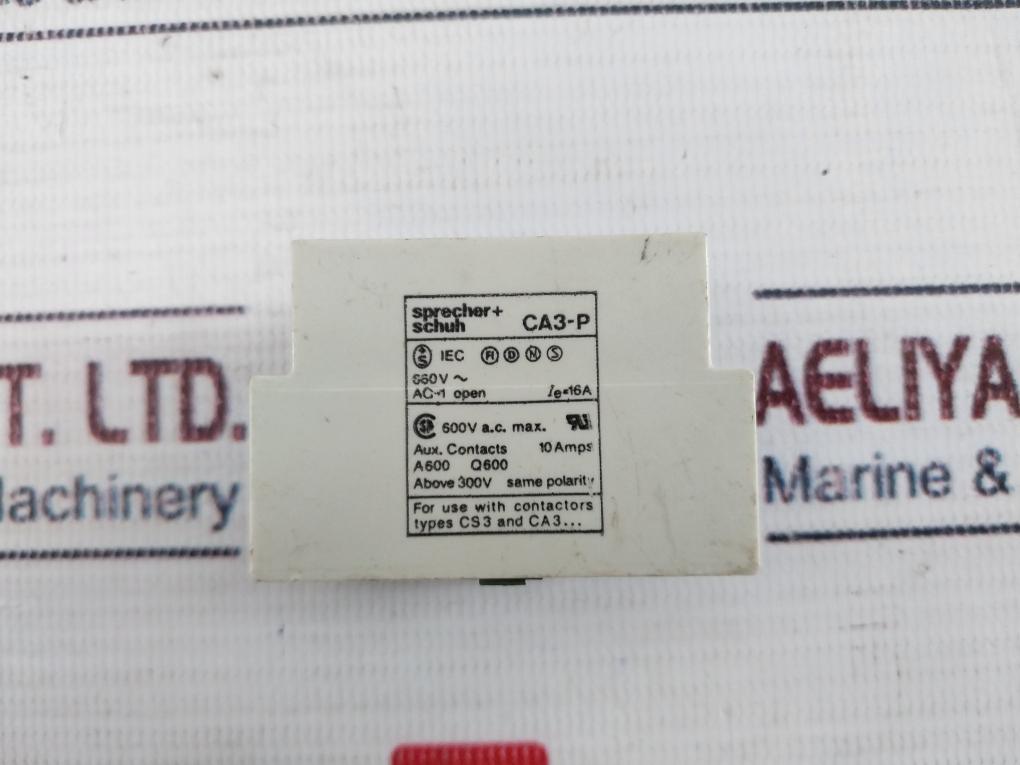 T. LTD.
Machinery
AELIYA
Marine &
sprecher+
schuh CA3-P
S IEC FI D N S
660V ~
AC-1 open Ie=16A
600V a.c. max.
Aux. Contacts 10 Amps
A600 Q600
Above 300V same polarity
For use with contactors
types CS3 and CA3...